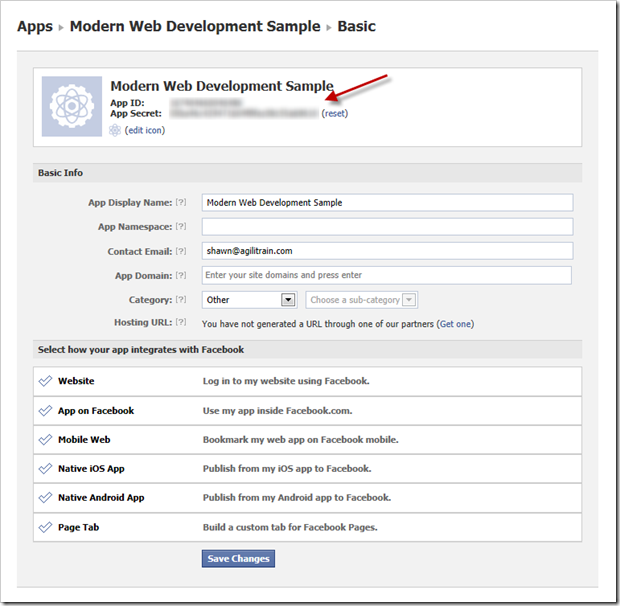 Apps ▸ Modern Web Development Sample ▸ Basic
Modern Web Development Sample
App ID:
App Secret: (reset)
(edit icon)
Basic Info
App Display Name: [?] Modern Web Development Sample
App Namespace: [?]
Contact Email: [?] shawn@agilitrain.com
App Domain: [?] Enter your site domains and press enter
Category: [?] Other Choose a sub-category
Hosting URL: [?] You have not generated a URL through one of our partners (Get one)
Select how your app integrates with Facebook
Website Log in to my website using Facebook.
App on Facebook Use my app inside Facebook.com.
Mobile Web Bookmark my web app on Facebook mobile.
Native iOS App Publish from my iOS app to Facebook.
Native Android App Publish from my Android app to Facebook.
Page Tab Build a custom tab for Facebook Pages.
Save Changes